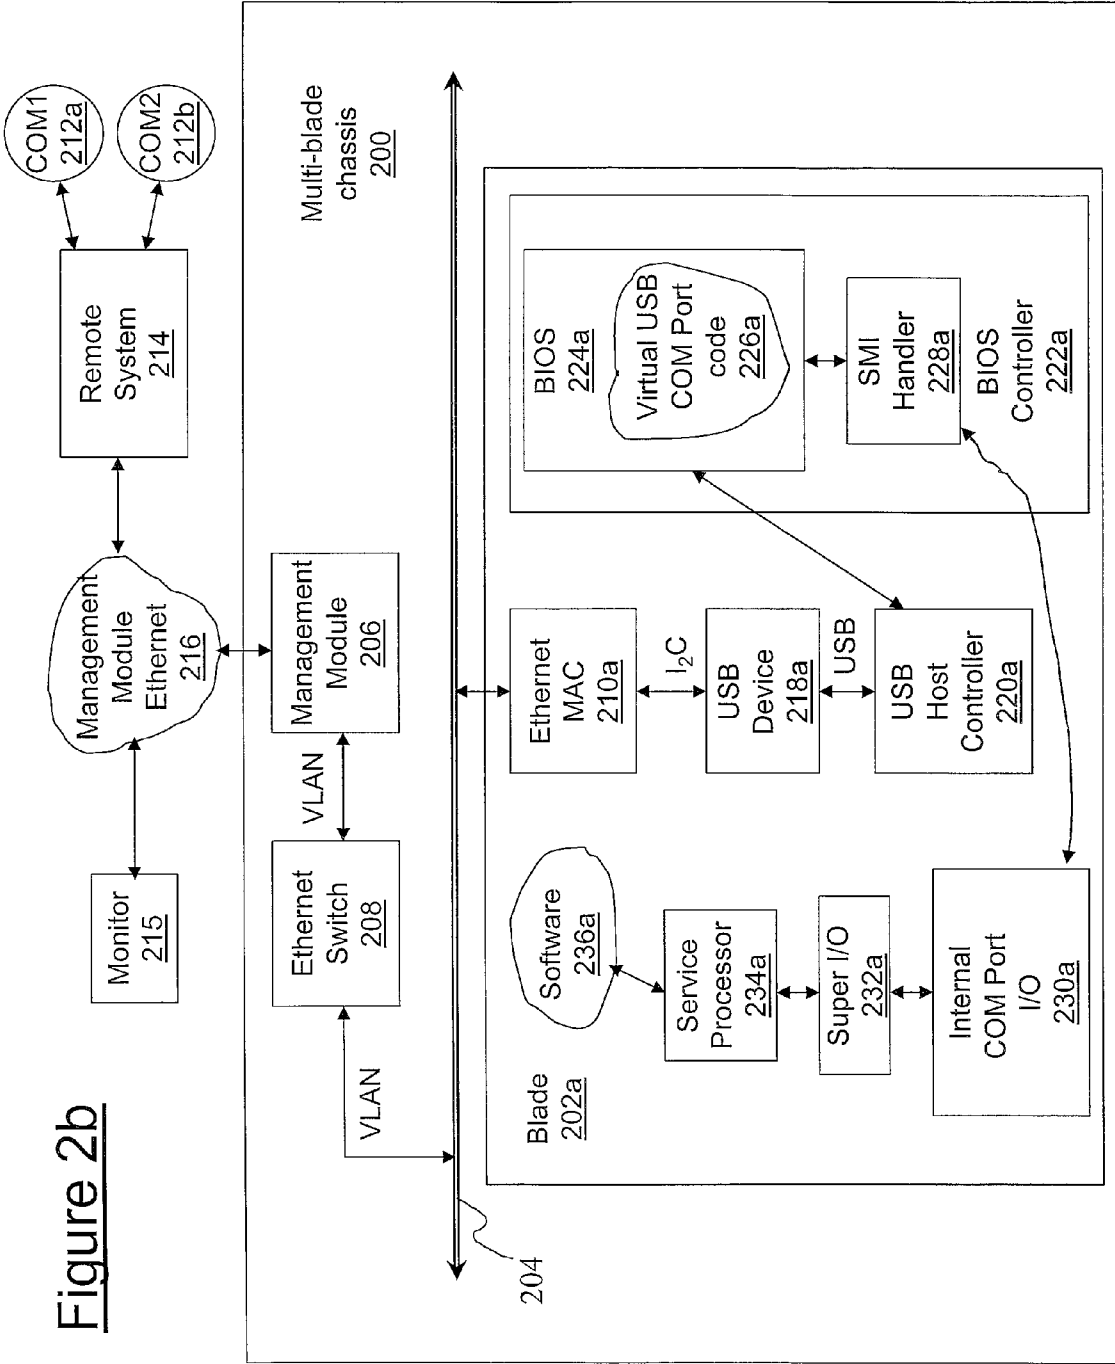 Figure 2b
Monitor
215
Management
Module
Ethernet
216
Remote
System
214
COM1
212a
COM2
212b
Ethernet
Switch
208
VLAN
Management
Module
206
Multi-blade
chassis
200
VLAN
204
Blade
202a
Software
236a
Service
Processor
234a
Super I/O
232a
Internal
COM Port
I/O
230a
Ethernet
MAC
210a
I2C
USB
Device
218a
USB
USB
Host
Controller
220a
BIOS
224a
Virtual USB
COM Port
code
226a
SMI
Handler
228a
BIOS
Controller
222a